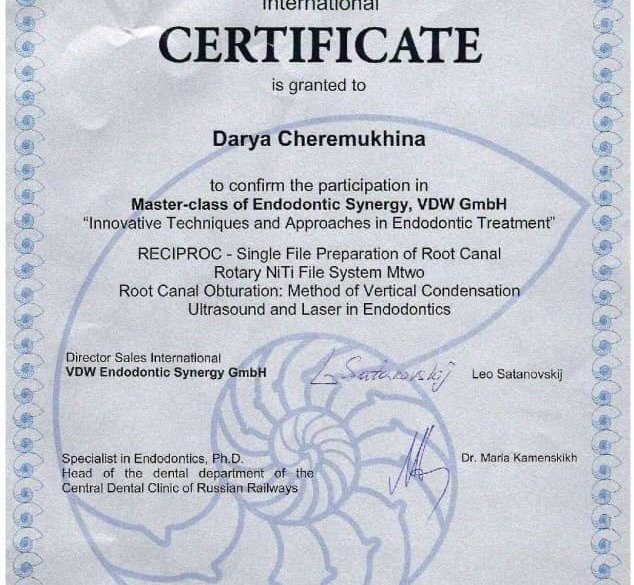 International
CERTIFICATE
is granted to
Darya Cheremukhina
to confirm the participation in
Master-class of Endodontic Synergy, VDW GmbH
“Innovative Techniques and Approaches in Endodontic Treatment”
RECIPROC - Single File Preparation of Root Canal
Rotary NiTi File System Mtwo
Root Canal Obturation: Method of Vertical Condensation
Ultrasound and Laser in Endodontics
Director Sales International
VDW Endodontic Synergy GmbH
L Satanovskij
Leo Satanovskij
Specialist in Endodontics, Ph.D.
Head of the dental department of the
Central Dental Clinic of Russian Railways
Dr. Maria Kamenskikh